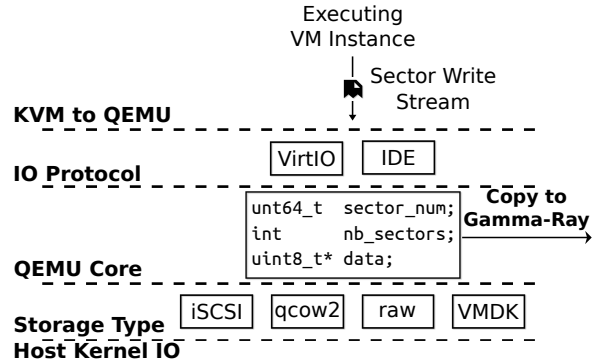 Executing
VM Instance
Sector Write
Stream
KVM to QEMU
VirtIO IDE
IO Protocol
unt64_t sector_num;
int nb_sectors;
uint8_t* data;
Copy to
Gamma-Ray
QEMU Core
iSCSI qcow2 raw VMDK
Storage Type
Host Kernel IO